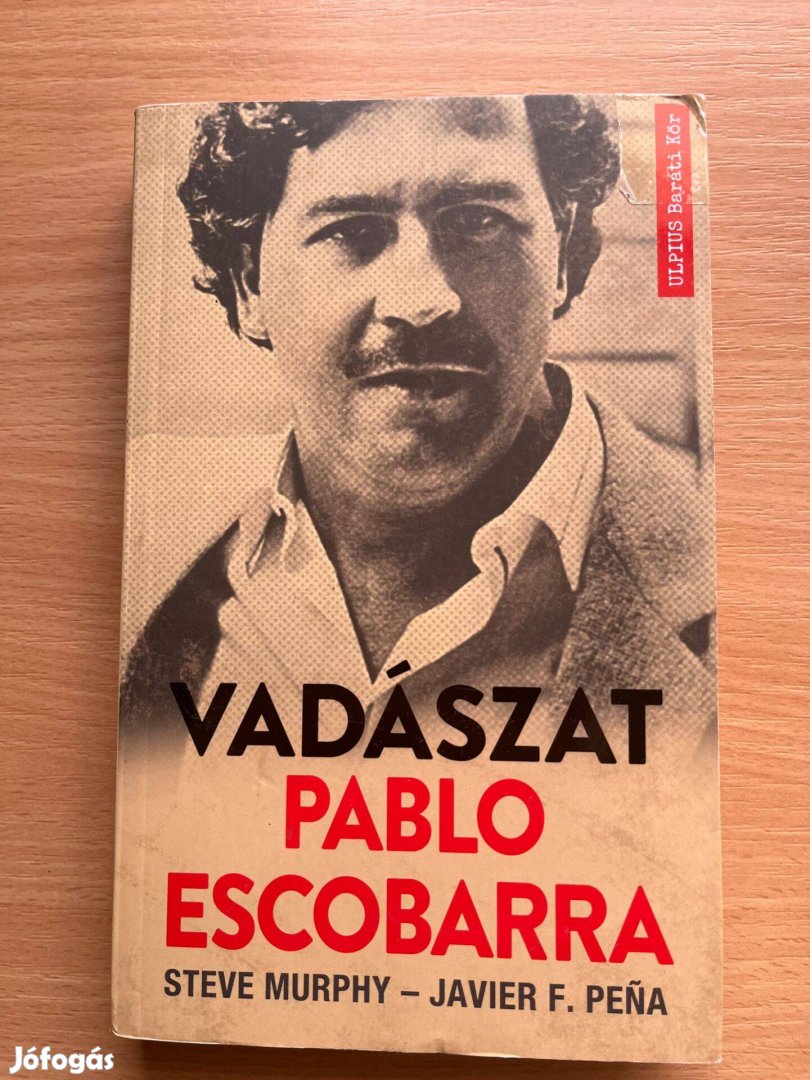 ULPIUS Baráti Kör
VADÁSZAT
PABLO
ESCOBARRA
STEVE MURPHY – JAVIER F. PEÑA
Jófogás